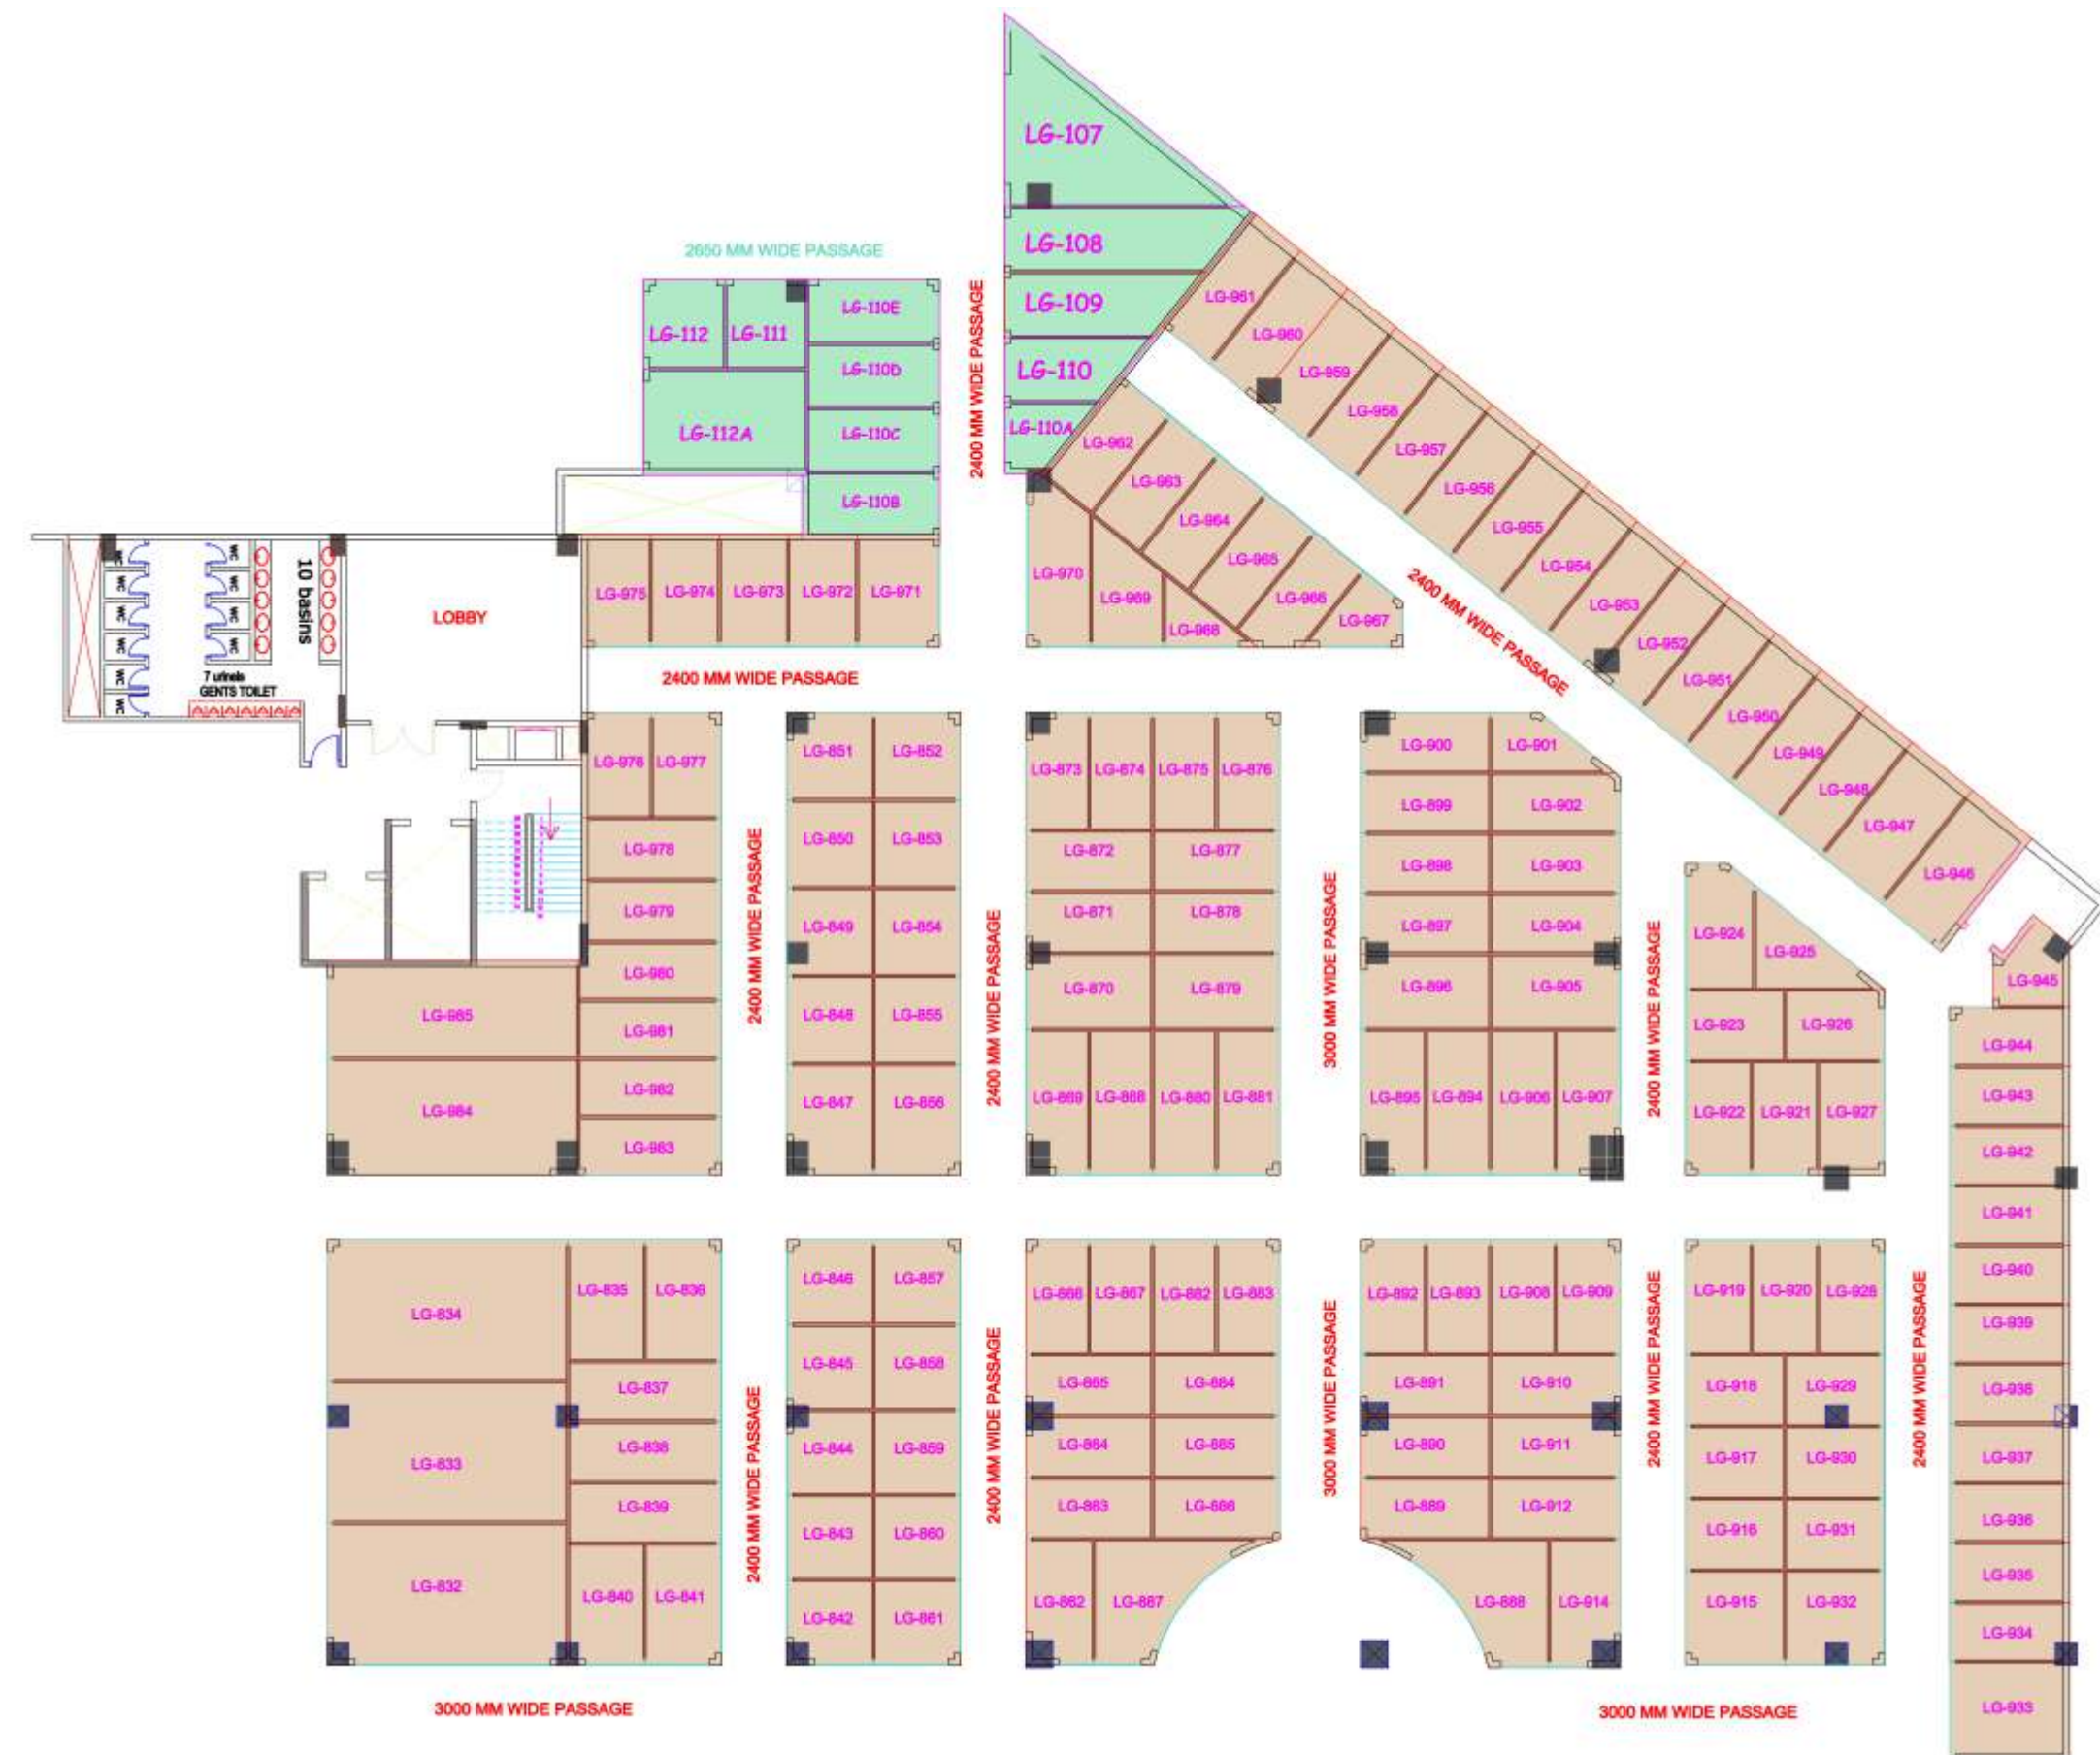 LG-107
LG-108
LG-109
LG-110
LG-110A
2650 MM WIDE PASSAGE
LG-112
LG-111
LG-110E
LG-110D
LG-112A
LG-110C
LG-110B
2400 MM WIDE PASSAGE
LG-961
LG-960
LG-959
LG-958
LG-957
LG-956
LG-955
LG-954
LG-953
LG-952
LG-951
LG-950
LG-949
LG-948
LG-947
LG-946
2400 MM WIDE PASSAGE
LG-962
LG-963
LG-964
LG-965
LG-966
LG-967
LG-970
LG-969
LG-968
WC
WC
WC
WC
WC
WC
WC
WC
WC
WC
10 basins
7 urinels
GENTS TOILET
LOBBY
LG-975
LG-974
LG-973
LG-972
LG-971
2400 MM WIDE PASSAGE
LG-976
LG-977
LG-978
LG-979
LG-980
LG-981
LG-982
LG-983
LG-985
LG-984
2400 MM WIDE PASSAGE
LG-851
LG-852
LG-850
LG-853
LG-849
LG-854
LG-848
LG-855
LG-847
LG-856
2400 MM WIDE PASSAGE
LG-873
LG-874
LG-875
LG-876
LG-872
LG-877
LG-871
LG-878
LG-870
LG-879
LG-869
LG-868
LG-880
LG-881
3000 MM WIDE PASSAGE
LG-900
LG-901
LG-899
LG-902
LG-898
LG-903
LG-897
LG-904
LG-896
LG-905
LG-895
LG-894
LG-906
LG-907
2400 MM WIDE PASSAGE
LG-924
LG-925
LG-923
LG-926
LG-922
LG-921
LG-927
LG-945
LG-944
LG-943
LG-942
LG-941
LG-940
LG-939
LG-938
LG-937
LG-936
LG-935
LG-934
LG-933
LG-834
LG-833
LG-832
LG-835
LG-836
LG-837
LG-838
LG-839
LG-840
LG-841
2400 MM WIDE PASSAGE
LG-846
LG-857
LG-845
LG-858
LG-844
LG-859
LG-843
LG-860
LG-842
LG-861
2400 MM WIDE PASSAGE
LG-866
LG-867
LG-882
LG-883
LG-865
LG-884
LG-864
LG-885
LG-863
LG-886
LG-862
LG-887
3000 MM WIDE PASSAGE
LG-892
LG-893
LG-908
LG-909
LG-891
LG-910
LG-890
LG-911
LG-889
LG-912
LG-888
LG-914
2400 MM WIDE PASSAGE
LG-919
LG-920
LG-928
LG-918
LG-929
LG-917
LG-930
LG-916
LG-931
LG-915
LG-932
2400 MM WIDE PASSAGE
3000 MM WIDE PASSAGE
3000 MM WIDE PASSAGE